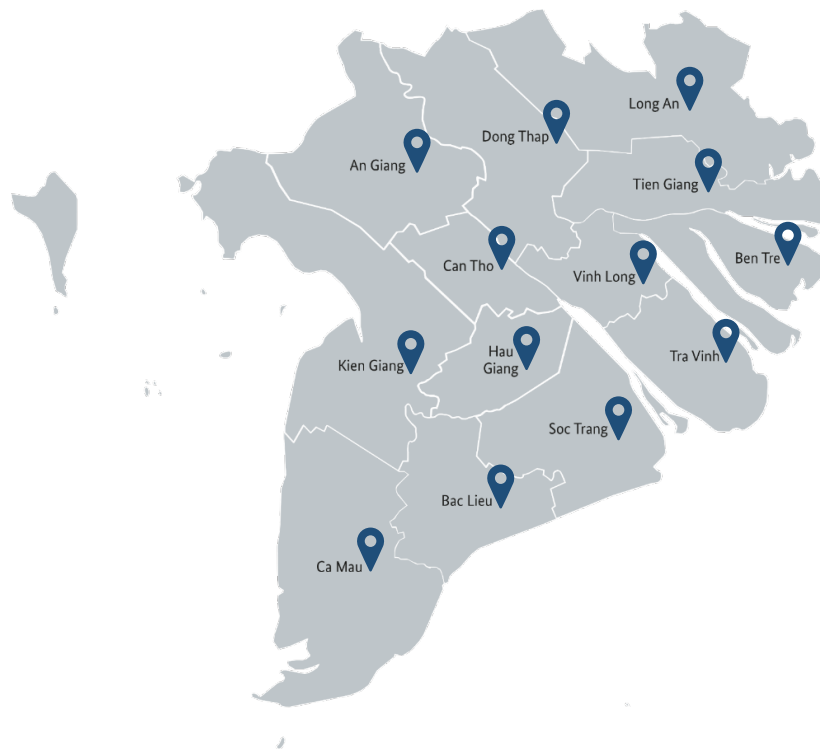 Long An
Dong Thap
An Giang
Tien Giang
Ben Tre
Can Tho
Vinh Long
Hau
Giang
Tra Vinh
Kien Giang
Soc Trang
Bac Lieu
Ca Mau